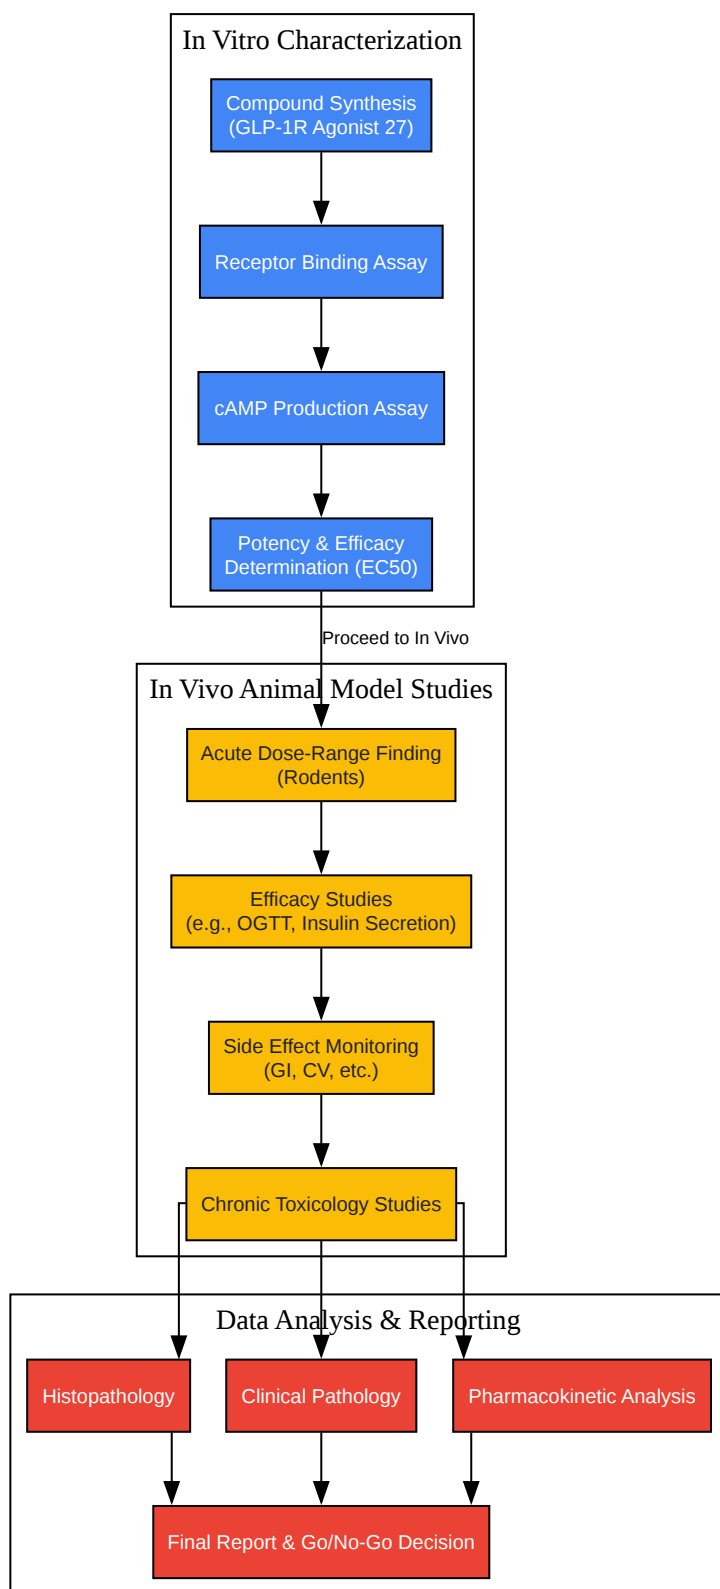 In Vitro Characterization
Compound Synthesis
(GLP-1R Agonist 27)
Receptor Binding Assay
cAMP Production Assay
Potency & Efficacy
Determination (EC50)
Proceed to In Vivo
In Vivo Animal Model Studies
Acute Dose-Range Finding
(Rodents)
Efficacy Studies
(e.g., OGTT, Insulin Secretion)
Side Effect Monitoring
(GI, CV, etc.)
Chronic Toxicology Studies
Data Analysis & Reporting
Histopathology
Clinical Pathology
Pharmacokinetic Analysis
Final Report & Go/No-Go Decision